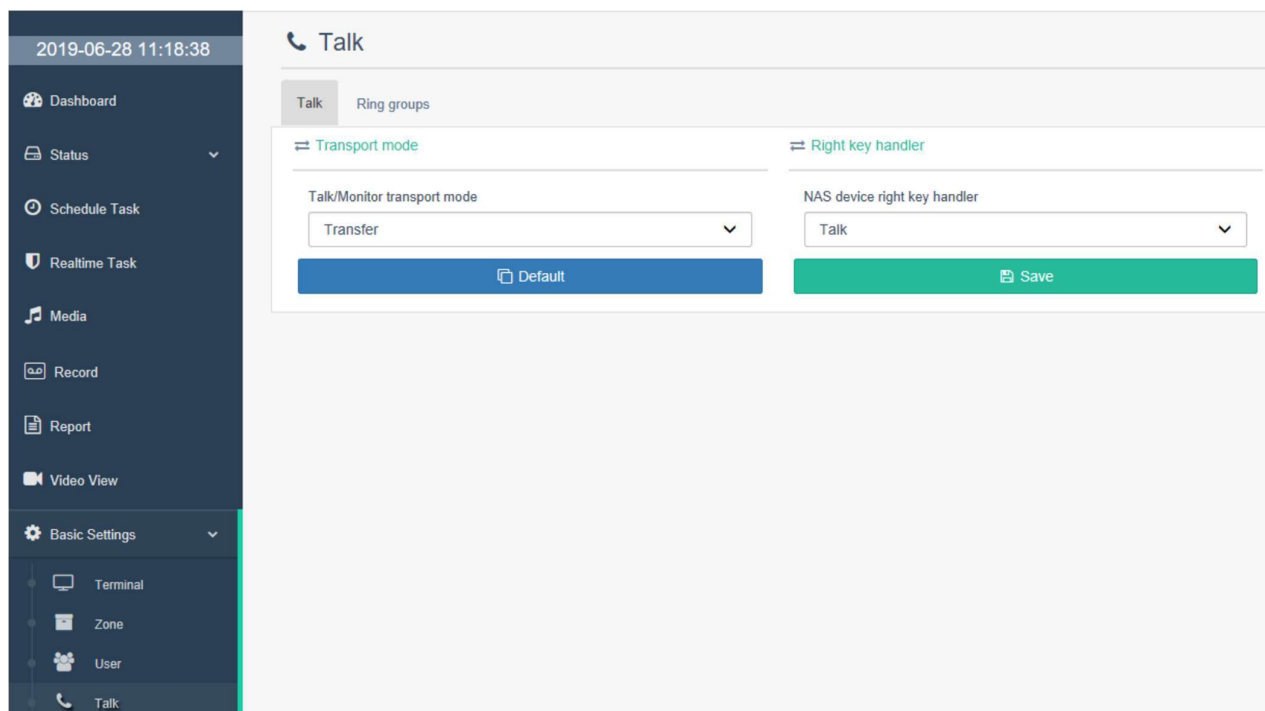 2019-06-28 11:18:38
Dashboard
Status
Schedule Task
Realtime Task
Media
Record
Report
Video View
Basic Settings
Terminal
Zone
User
Talk
Talk
Talk
Ring groups
Transport mode
Talk/Monitor transport mode
Transfer
Default
Right key handler
NAS device right key handler
Talk
Save